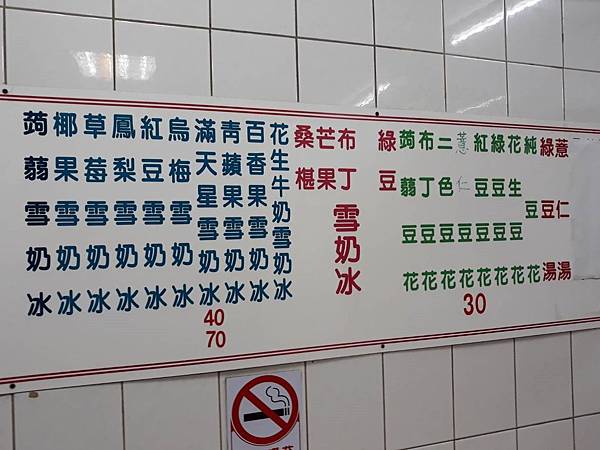 薏仁湯
綠豆湯
純豆花
花生豆花
綠豆豆花
紅豆豆花
薏仁豆花
二色豆花
布丁豆花
蒟蒻豆花
30
綠豆
布丁
芒果
桑椹
雪奶冰
花生牛奶雪奶冰
百香果雪奶冰
青蘋果雪奶冰
滿天星雪奶冰
烏梅雪奶冰
紅豆雪奶冰
鳳梨雪奶冰
草莓雪奶冰
椰果雪奶冰
蒟蒻雪奶冰
40
70